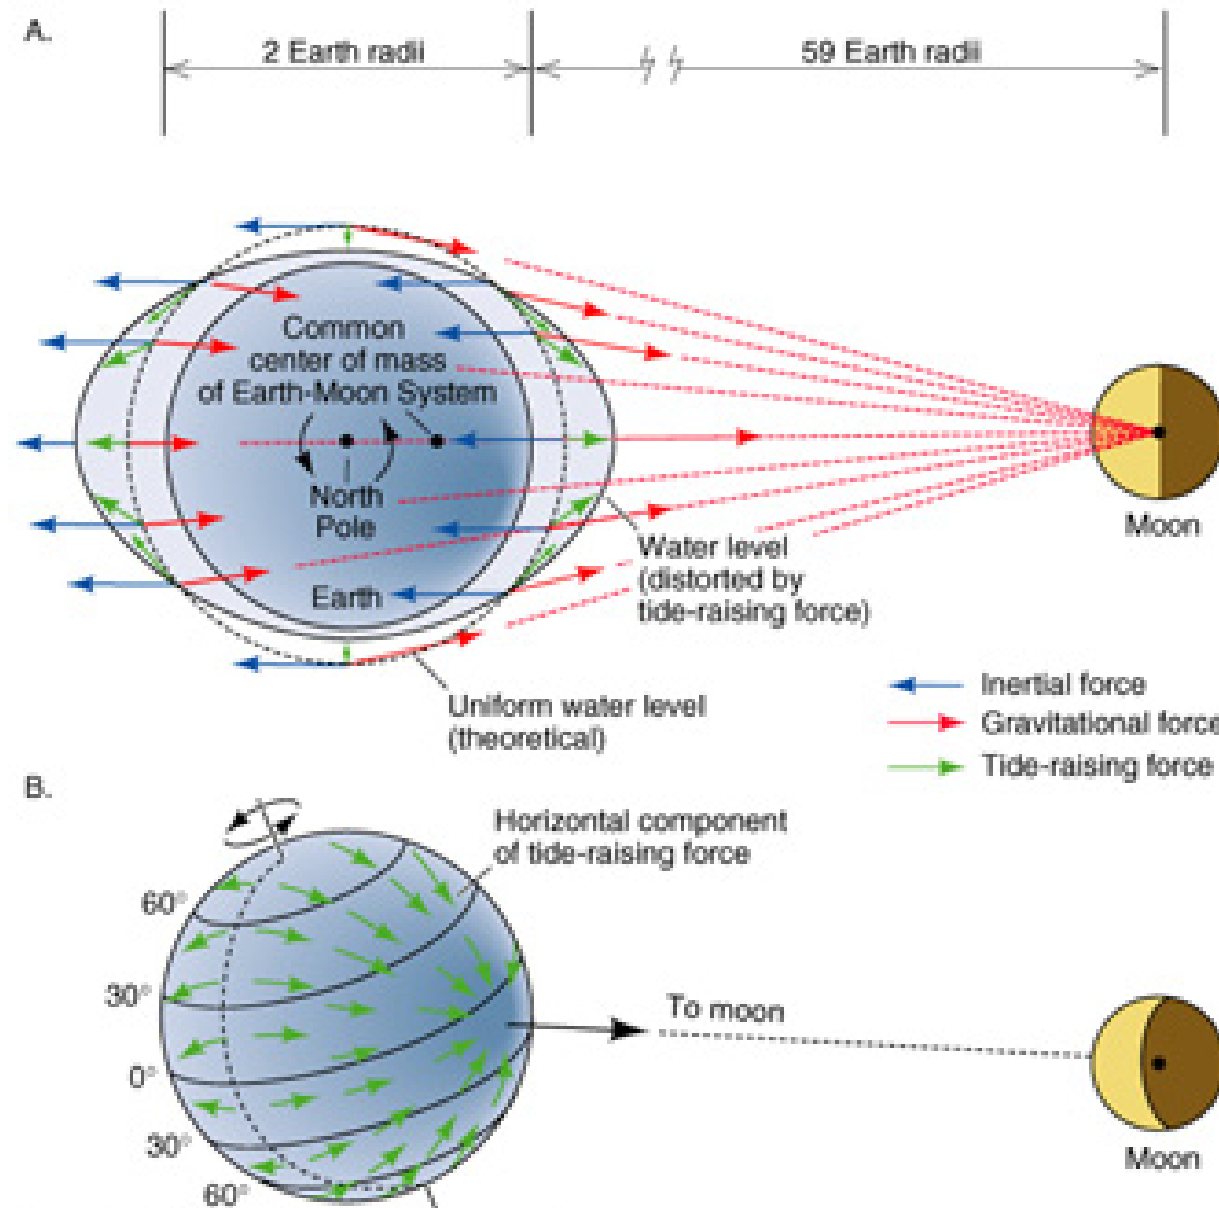 A.
2 Earth radii
59 Earth radii
Common
center of mass
of Earth-Moon System
North
Pole
Earth
Moon
Water level
(distorted by
tide-raising force)
Uniform water level
(theoretical)
Inertial force
Gravitational force
Tide-raising force
B.
Horizontal component
of tide-raising force
60°
30°
0°
30°
60°
To moon
Moon